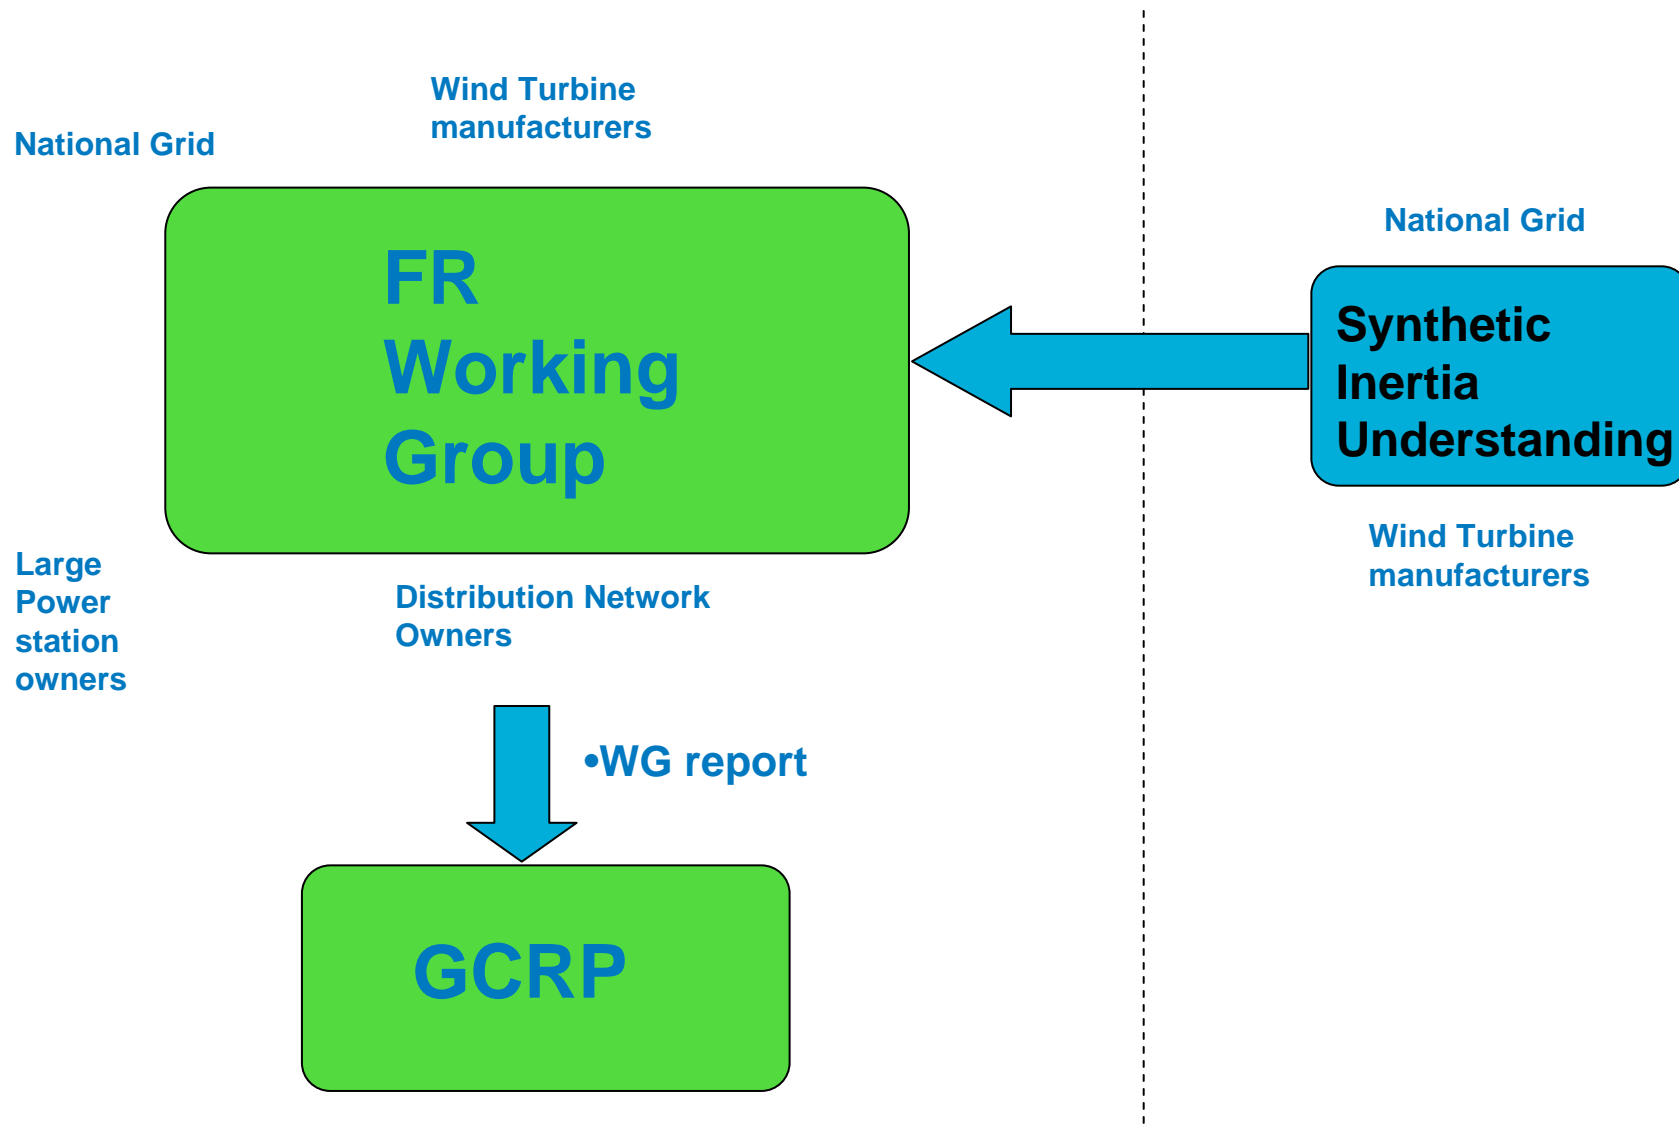 Wind Turbine
manufacturers
National Grid
FR
Working
Group
National Grid
Synthetic
Inertia
Understanding
Wind Turbine
manufacturers
Large
Power
station
owners
Distribution Network
Owners
•WG report
GCRP